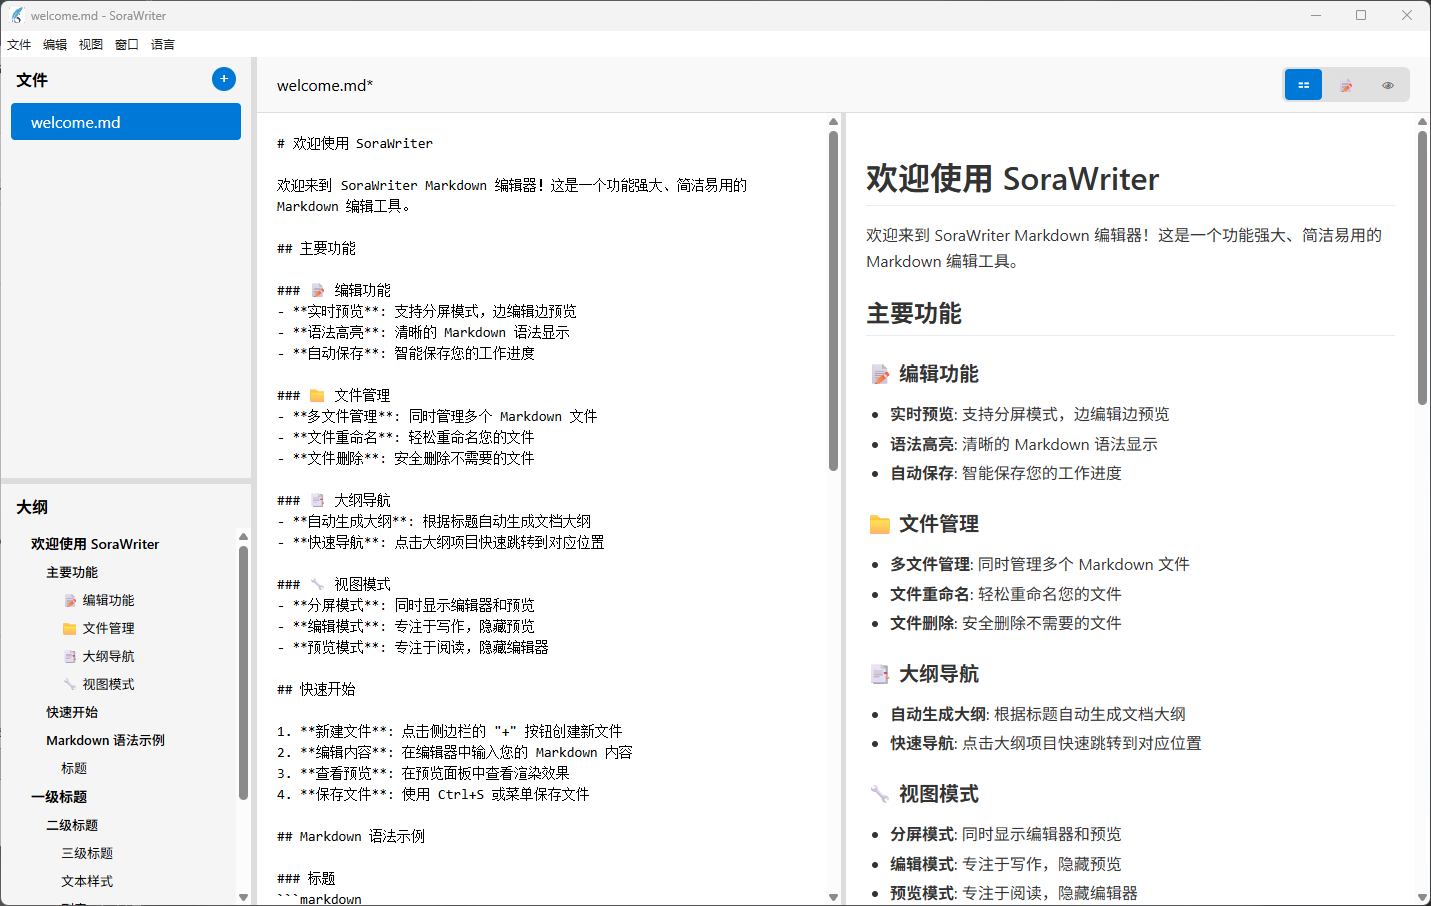 welcome.md - SoraWriter
文件 编辑 视图 窗口 语言
文件
+
welcome.md
大纲
欢迎使用 SoraWriter
主要功能
📝 编辑功能
📁 文件管理
📑 大纲导航
🔧 视图模式
快速开始
Markdown 语法示例
标题
一级标题
二级标题
三级标题
文本样式
welcome.md*
# 欢迎使用 SoraWriter
欢迎来到 SoraWriter Markdown 编辑器！这是一个功能强大、简洁易用的
Markdown 编辑工具。
## 主要功能
### 📝 编辑功能
- **实时预览**: 支持分屏模式，边编辑边预览
- **语法高亮**: 清晰的 Markdown 语法显示
- **自动保存**: 智能保存您的工作进度
### 📁 文件管理
- **多文件管理**: 同时管理多个 Markdown 文件
- **文件重命名**: 轻松重命名您的文件
- **文件删除**: 安全删除不需要的文件
### 📑 大纲导航
- **自动生成大纲**: 根据标题自动生成文档大纲
- **快速导航**: 点击大纲项目快速跳转到对应位置
### 🔧 视图模式
- **分屏模式**: 同时显示编辑器和预览
- **编辑模式**: 专注于写作，隐藏预览
- **预览模式**: 专注于阅读，隐藏编辑器
## 快速开始
1. **新建文件**: 点击侧边栏的 "+" 按钮创建新文件
2. **编辑内容**: 在编辑器中输入您的 Markdown 内容
3. **查看预览**: 在预览面板中查看渲染效果
4. **保存文件**: 使用 Ctrl+S 或菜单保存文件
## Markdown 语法示例
### 标题
```markdown
欢迎使用 SoraWriter
欢迎来到 SoraWriter Markdown 编辑器！这是一个功能强大、简洁易用的
Markdown 编辑工具。
主要功能
📝 编辑功能
• 实时预览: 支持分屏模式，边编辑边预览
• 语法高亮: 清晰的 Markdown 语法显示
• 自动保存: 智能保存您的工作进度
📁 文件管理
• 多文件管理: 同时管理多个 Markdown 文件
• 文件重命名: 轻松重命名您的文件
• 文件删除: 安全删除不需要的文件
📑 大纲导航
• 自动生成大纲: 根据标题自动生成文档大纲
• 快速导航: 点击大纲项目快速跳转到对应位置
🔧 视图模式
• 分屏模式: 同时显示编辑器和预览
• 编辑模式: 专注于写作，隐藏预览
• 预览模式: 专注于阅读，隐藏编辑器